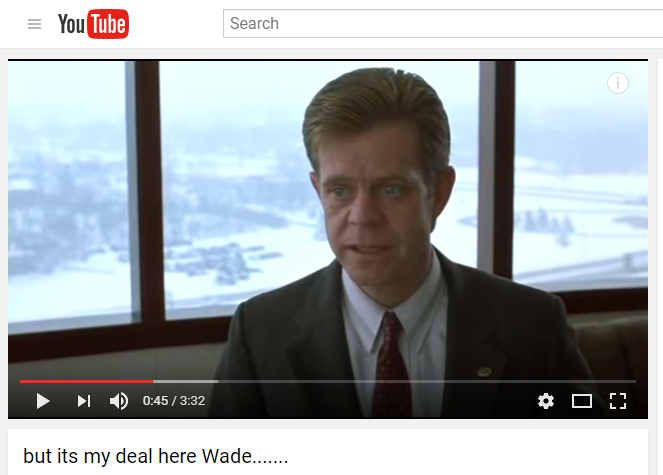 YouTube
Search
i
0:45 / 3:32
but its my deal here Wade.......